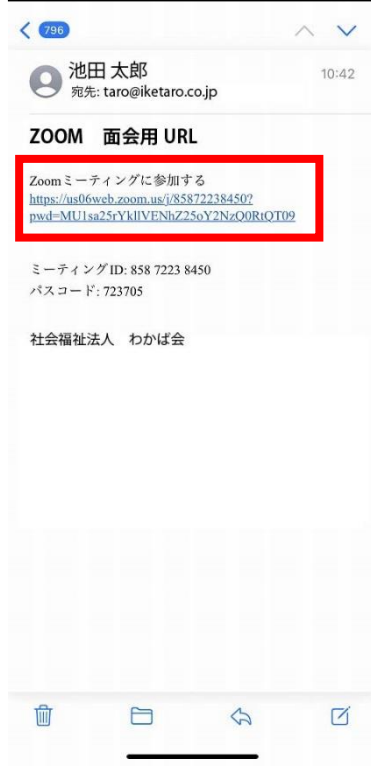 796
池田 太郎
10:42
宛先: taro@iketaro.co.jp
ZOOM　面会用 URL
Zoomミーティングに参加する
https://us06web.zoom.us/j/85872238450?
pwd=MU1sa25rYkllVENhZ25oY2NzQ0RtQT09
ミーティングID: 858 7223 8450
パスコード: 723705
社会福祉法人　わかば会